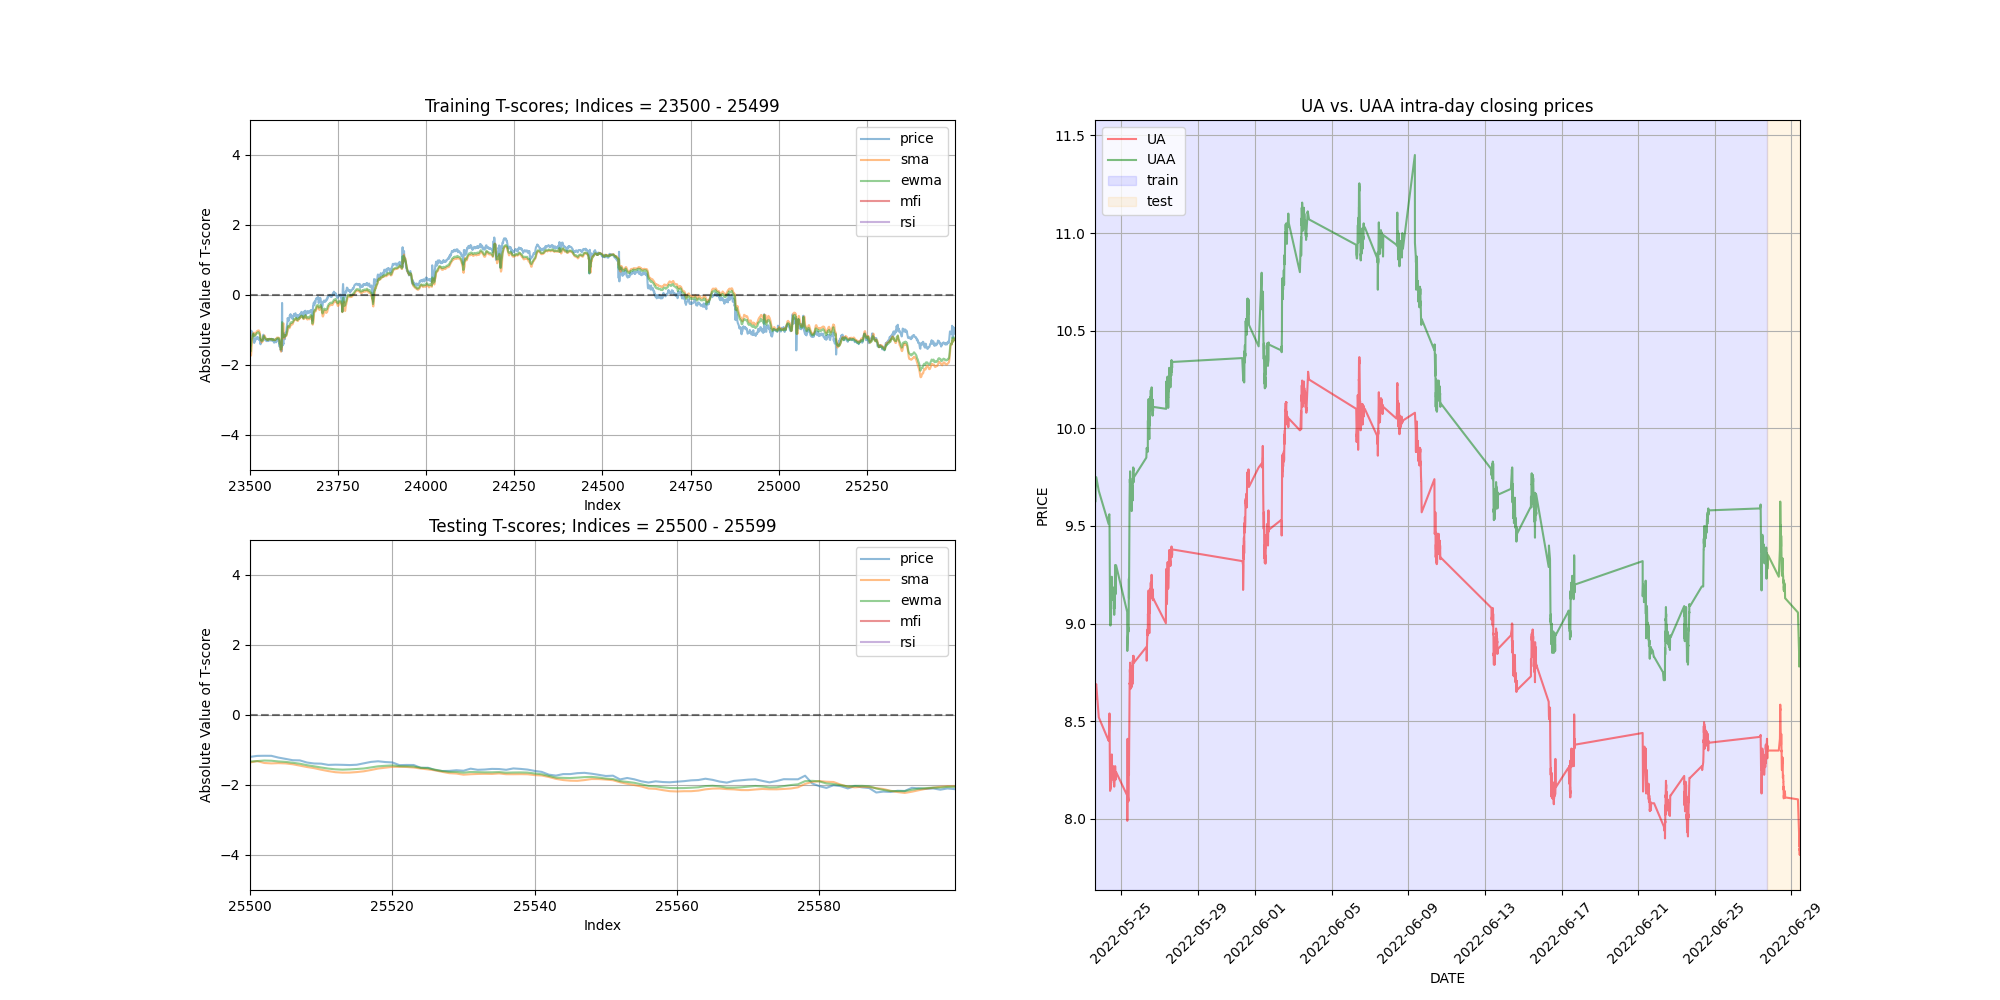 Training T-scores; Indices = 23500 - 25499
Absolute Value of T-score
4
2
0
−2
−4
price
sma
ewma
mfi
rsi
23500 23750 24000 24250 24500 24750 25000 25250
Index
Testing T-scores; Indices = 25500 - 25599
Absolute Value of T-score
4
2
0
−2
−4
price
sma
ewma
mfi
rsi
25500 25520 25540 25560 25580
Index
UA vs. UAA intra-day closing prices
PRICE
11.5
11.0
10.5
10.0
9.5
9.0
8.5
8.0
UA
UAA
train
test
2022-05-25 2022-05-29 2022-06-01 2022-06-05 2022-06-09 2022-06-13 2022-06-17 2022-06-21 2022-06-25 2022-06-29
DATE